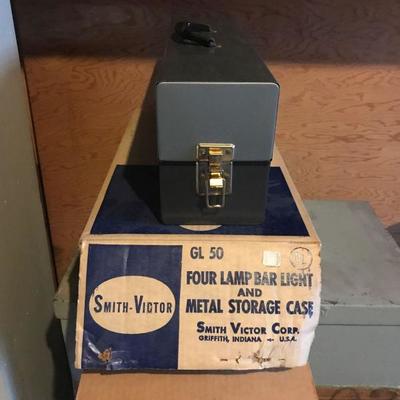 GL 50
FOUR LAMP BAR LIGHT
AND
METAL STORAGE CASE
SMITH-VICTOR
SMITH VICTOR CORP.
GRIFFITH, INDIANA U.S.A.